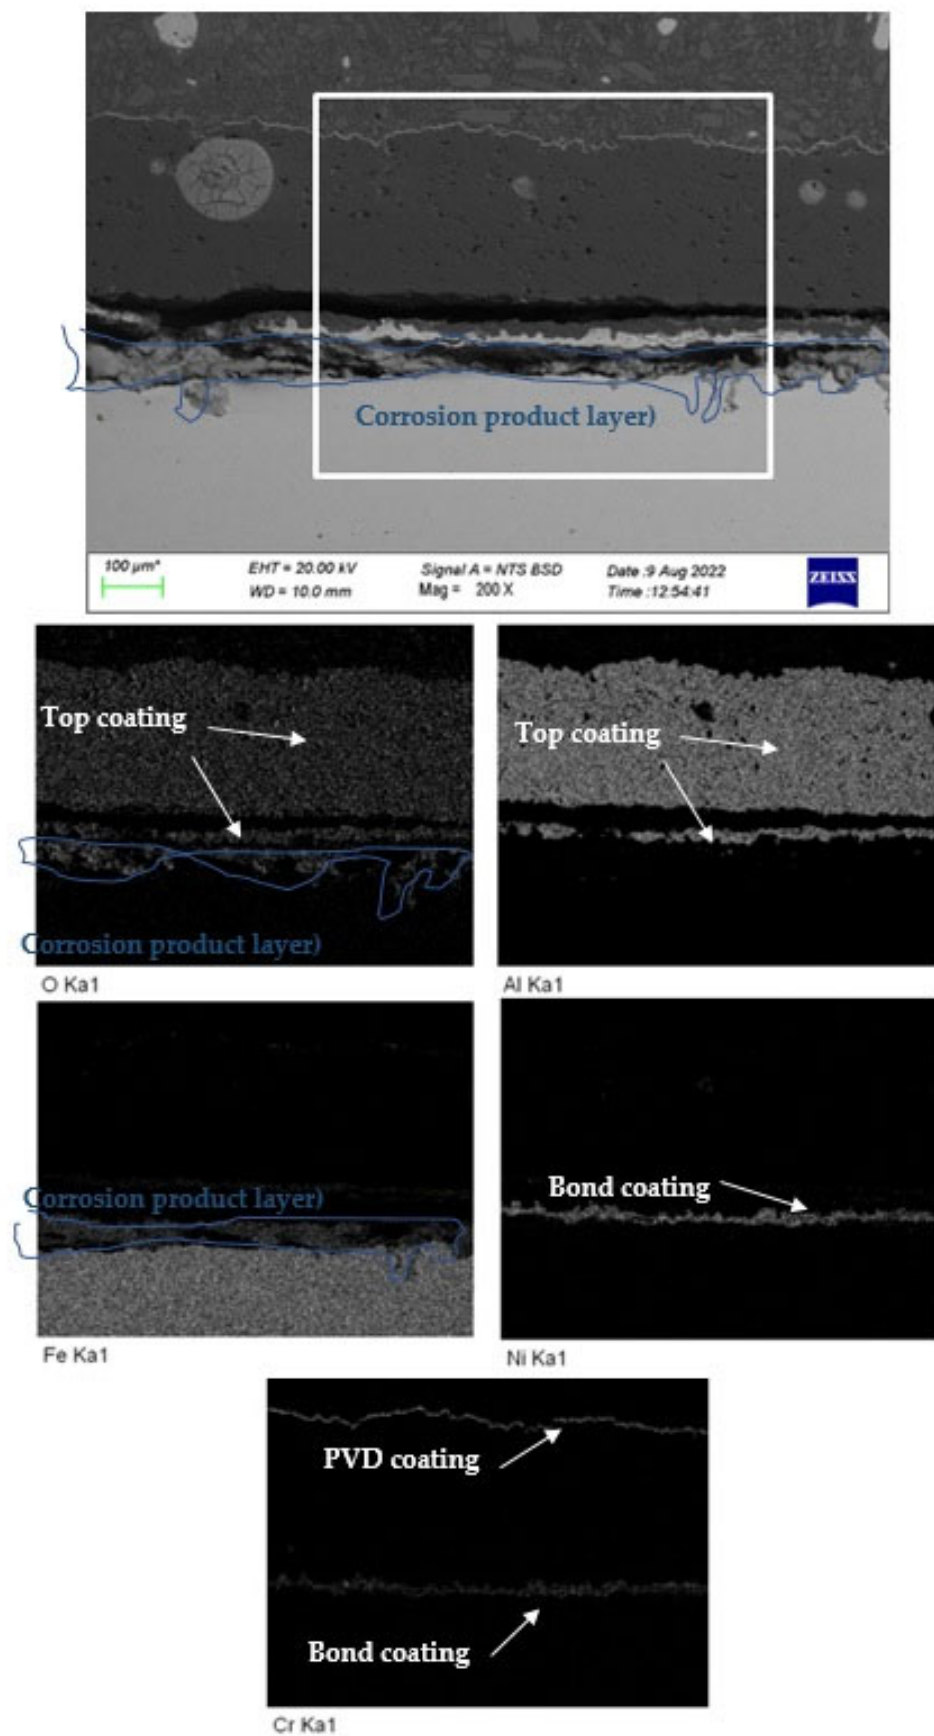 Corrosion product layer)
100 µm*
EHT = 20.00 kV
Signal A = NTS BSD
Date :9 Aug 2022
WD = 10.0 mm
Mag = 200 X
Time :12:54:41
ZEISS
Top coating
Corrosion product layer)
O Ka1
Top coating
Al Ka1
Corrosion product layer)
Fe Ka1
Bond coating
Ni Ka1
PVD coating
Bond coating
Cr Ka1